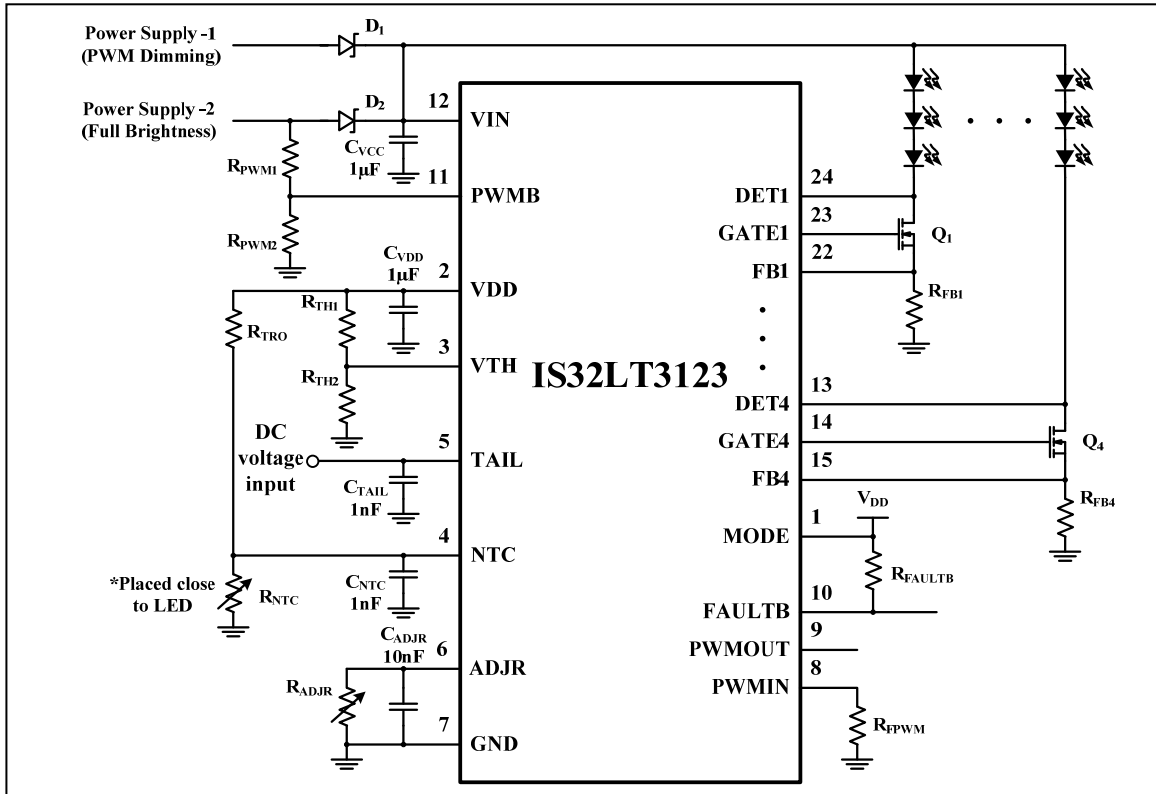 Power Supply -1
(PWM Dimming)
D1
Power Supply -2
(Full Brightness)
D2
12
VIN
CVCC
1µF
RPWM1
11
PWMB
RPWM2
CVDD
1µF
2
VDD
RTH1
RTRO
3
VTH
RTH2
DC
voltage
input
5
TAIL
CTAIL
1nF
4
NTC
*Placed close
to LED
RNTC
CNTC
1nF
CADJR
10nF
6
ADJR
RADJR
7
GND
IS32LT3123
24
DET1
23
GATE1
Q1
22
FB1
RFB1
13
DET4
14
GATE4
Q4
15
FB4
RFB4
VDD
1
MODE
RFAULTB
10
FAULTB
9
PWMOUT
8
PWMIN
RFPWM